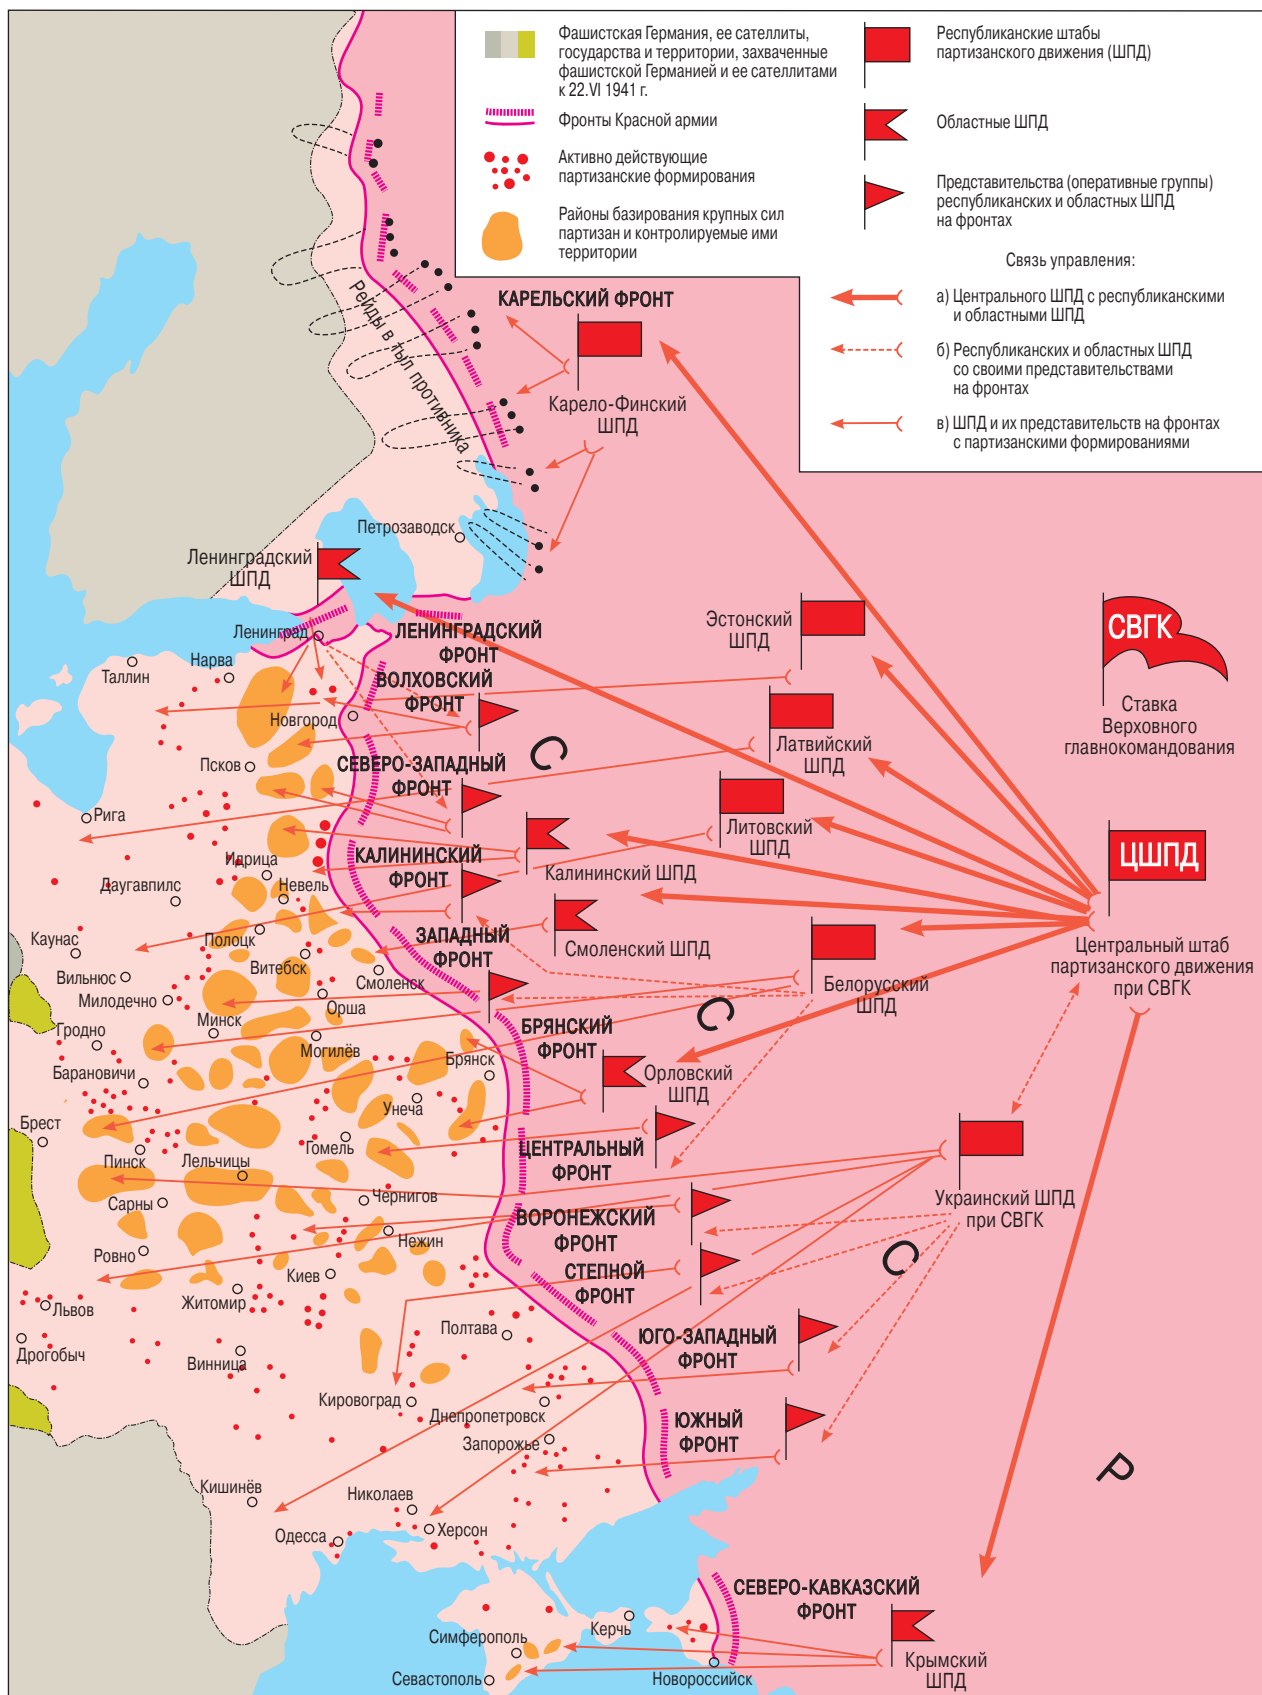 Фашистская Германия, ее сателлиты,
государства и территории, захваченные
фашистской Германией и ее сателлитами
к 22.VI 1941 г.
Фронты Красной армии
Активно действующие
партизанские формирования
Районы базирования крупных сил
партизан и контролируемые ими
территории
Республиканские штабы
партизанского движения (ШПД)
Областные ШПД
Представительства (оперативные группы)
республиканских и областных ШПД
на фронтах
Связь управления:
а) Центрального ШПД с республиканскими
и областными ШПД
б) Республиканских и областных ШПД
со своими представительствами
на фронтах
в) ШПД и их представительств на фронтах
с партизанскими формированиями
Рейды в тыл противника
КАРЕЛЬСКИЙ ФРОНТ
Карело-Финский
ШПД
Петрозаводск
Ленинградский
ШПД
Ленинград
ЛЕНИНГРАДСКИЙ
ФРОНТ
Эстонский
ШПД
СВГК
Ставка
Верховного
главнокомандования
Таллин
Нарва
ВОЛХОВСКИЙ
ФРОНТ
Новгород
Латвийский
ШПД
С
Псков
СЕВЕРО-ЗАПАДНЫЙ
ФРОНТ
Рига
Литовский
ШПД
ЦШПД
Центральный штаб
партизанского движения
при СВГК
Идрица
Невель
КАЛИНИНСКИЙ
ФРОНТ
Калининский ШПД
Даугавпилс
Каунас
Полоцк
Витебск
ЗАПАДНЫЙ
ФРОНТ
Смоленский ШПД
Вильнюс
Смоленск
Милодечно
Белорусский
ШПД
Орша
Минск
С
Гродно
Могилёв
БРЯНСКИЙ
ФРОНТ
Брянск
Барановичи
Орловский
ШПД
Унеча
Брест
Гомель
ЦЕНТРАЛЬНЫЙ
ФРОНТ
Пинск
Лельчицы
Сарны
Чернигов
Украинский ШПД
при СВГК
ВОРОНЕЖСКИЙ
ФРОНТ
Нежин
Ровно
С
Киев
СТЕПНОЙ
ФРОНТ
Житомир
Львов
Полтава
ЮГО-ЗАПАДНЫЙ
ФРОНТ
Дрогобыч
Винница
Кировоград
Днепропетровск
ЮЖНЫЙ
ФРОНТ
Запорожье
Р
Кишинёв
Николаев
Одесса
Херсон
СЕВЕРО-КАВКАЗСКИЙ
ФРОНТ
Симферополь
Керчь
Крымский
ШПД
Севастополь
Новороссийск